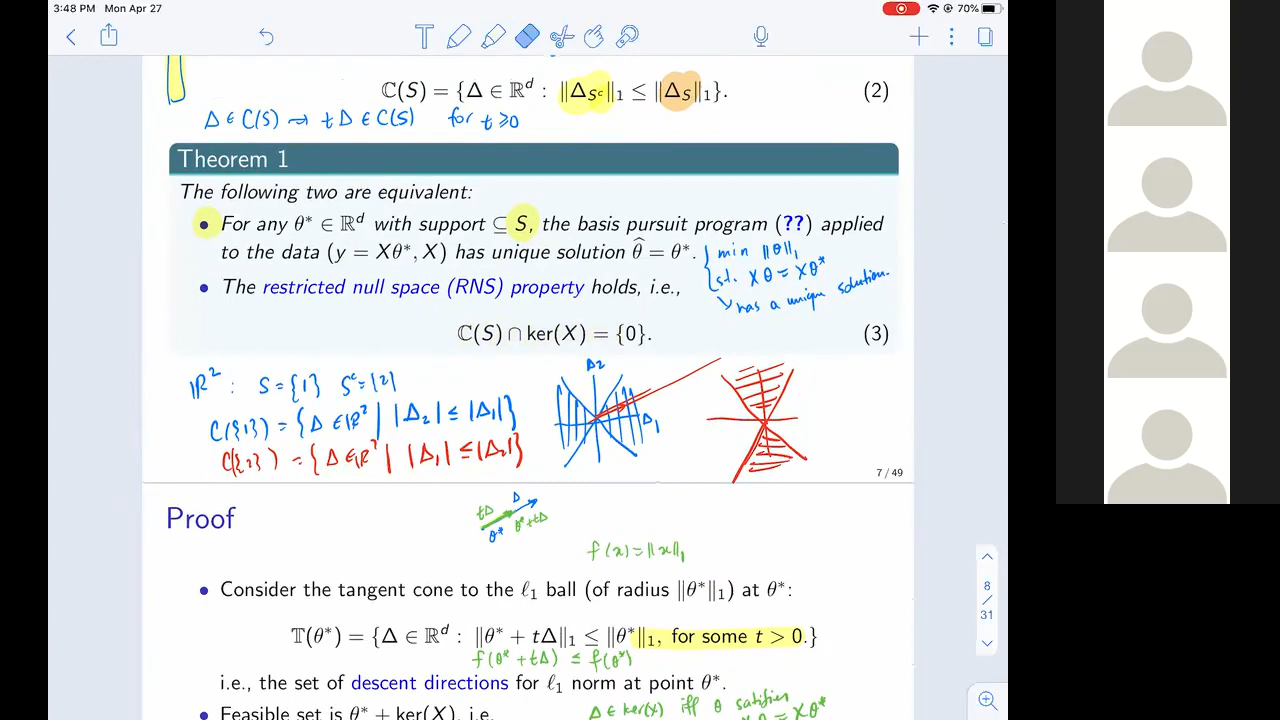 3:48 PM Mon Apr 27
70%
ℂ(S) = {Δ ∈ ℝ^d : ‖Δ_{S^c}‖₁ ≤ ‖Δ_S‖₁}. (2)
Δ ∈ C(S) ⇝ tΔ ∈ C(S) for t ≥ 0
Theorem 1
The following two are equivalent:
• For any θ* ∈ ℝ^d with support ⊆ S, the basis pursuit program (??) applied
to the data (y = Xθ*, X) has unique solution θ̂ = θ*.
min ‖θ‖₁
s.t. Xθ = Xθ*
has a unique solution.
• The restricted null space (RNS) property holds, i.e.,
ℂ(S) ∩ ker(X) = {0}. (3)
ℝ² : S = {1} S^c = {2}
C({1}) = {Δ ∈ ℝ² | |Δ₂| ≤ |Δ₁|}
C({2}) = {Δ ∈ ℝ² | |Δ₁| ≤ |Δ₂|}
Δ₂
Δ₁
7 / 49
Proof
tΔ Δ
θ* θ*+tΔ
f(x) = ‖x‖₁
• Consider the tangent cone to the ℓ₁ ball (of radius ‖θ*‖₁) at θ*:
𝕋(θ*) = {Δ ∈ ℝ^d : ‖θ* + tΔ‖₁ ≤ ‖θ*‖₁, for some t > 0.}
f(θ* + tΔ) ≤ f(θ*)
i.e., the set of descent directions for ℓ₁ norm at point θ*.
Δ ∈ ker(X) iff θ satisfies
• Feasible set is θ* + ker(X), i.e.
Xθ = Xθ*
8
/
31